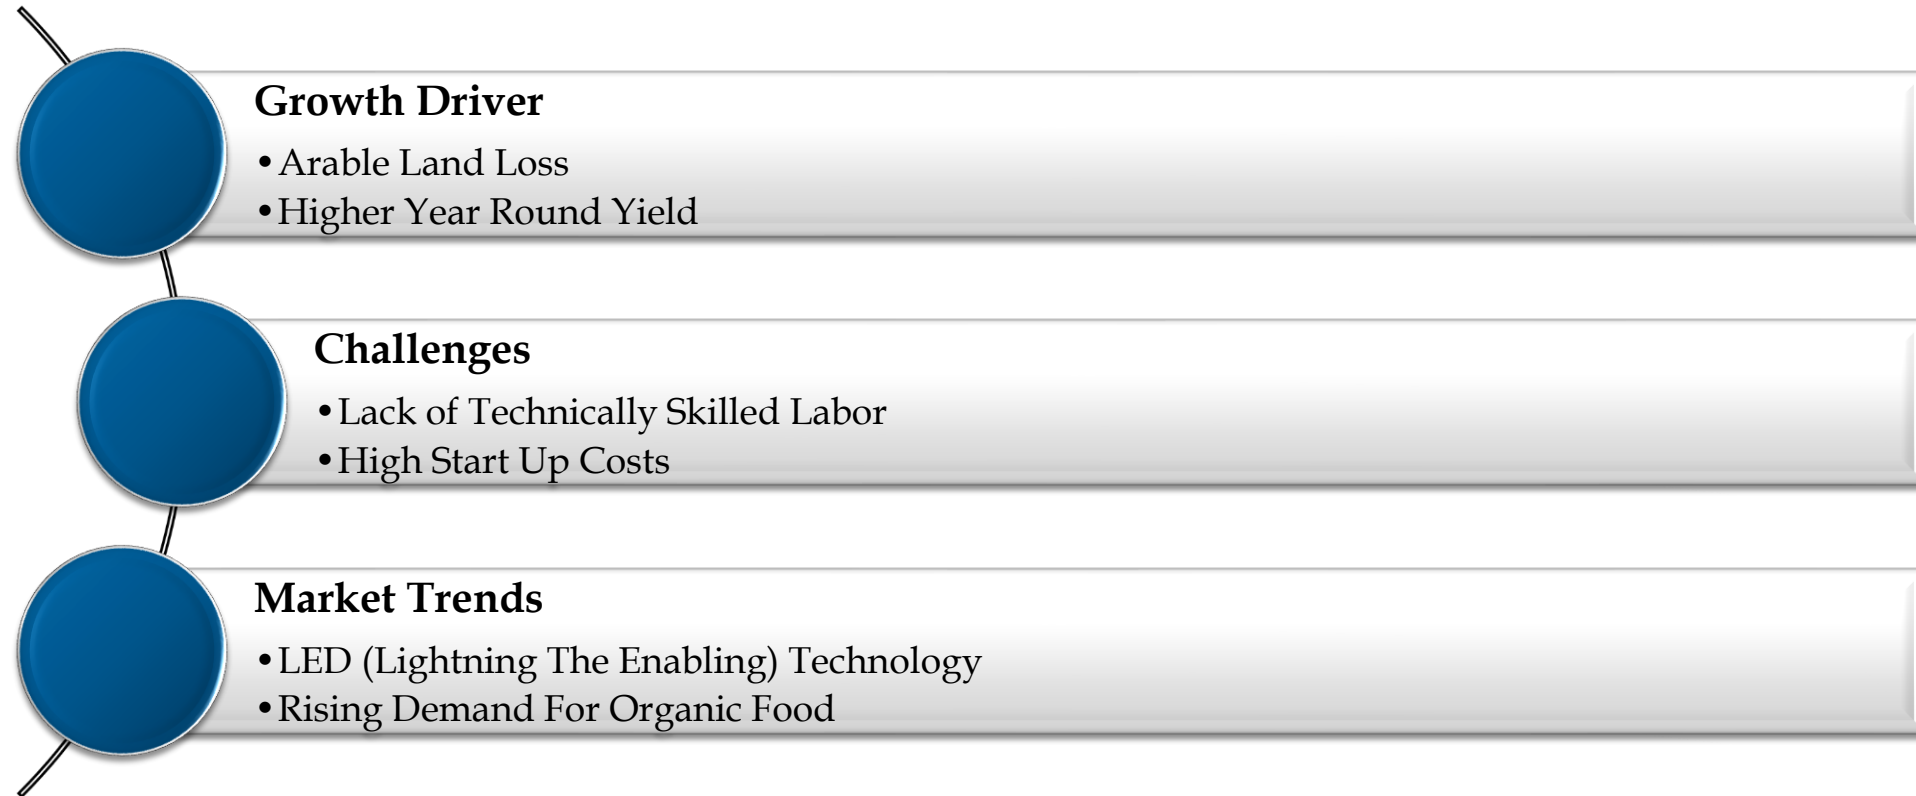 Growth Driver
•Arable Land Loss
•Higher Year Round Yield
Challenges
•Lack of Technically Skilled Labor
•High Start Up Costs
Market Trends
•LED (Lightning The Enabling) Technology
•Rising Demand For Organic Food